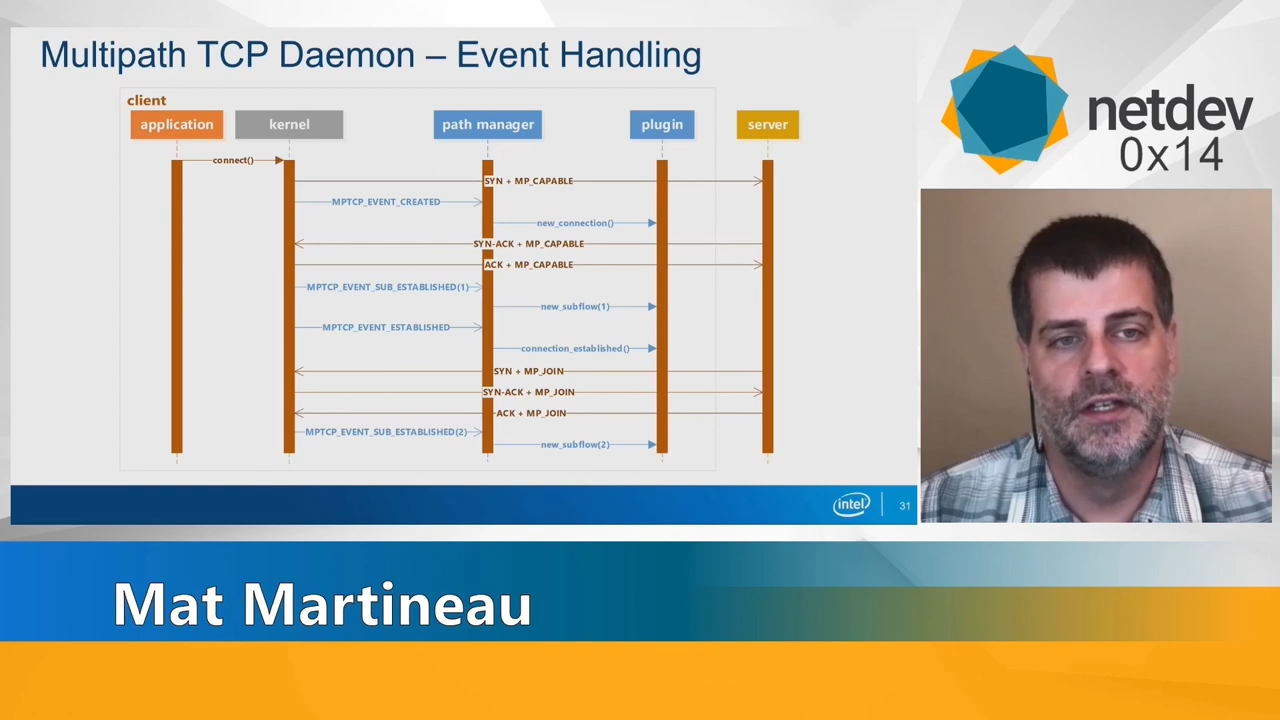 Multipath TCP Daemon – Event Handling
client
application
kernel
path manager
plugin
server
connect()
SYN + MP_CAPABLE
MPTCP_EVENT_CREATED
new_connection()
SYN-ACK + MP_CAPABLE
ACK + MP_CAPABLE
MPTCP_EVENT_SUB_ESTABLISHED(1)
new_subflow(1)
MPTCP_EVENT_ESTABLISHED
connection_established()
SYN + MP_JOIN
SYN-ACK + MP_JOIN
ACK + MP_JOIN
MPTCP_EVENT_SUB_ESTABLISHED(2)
new_subflow(2)
intel
31
netdev
0x14
Mat Martineau